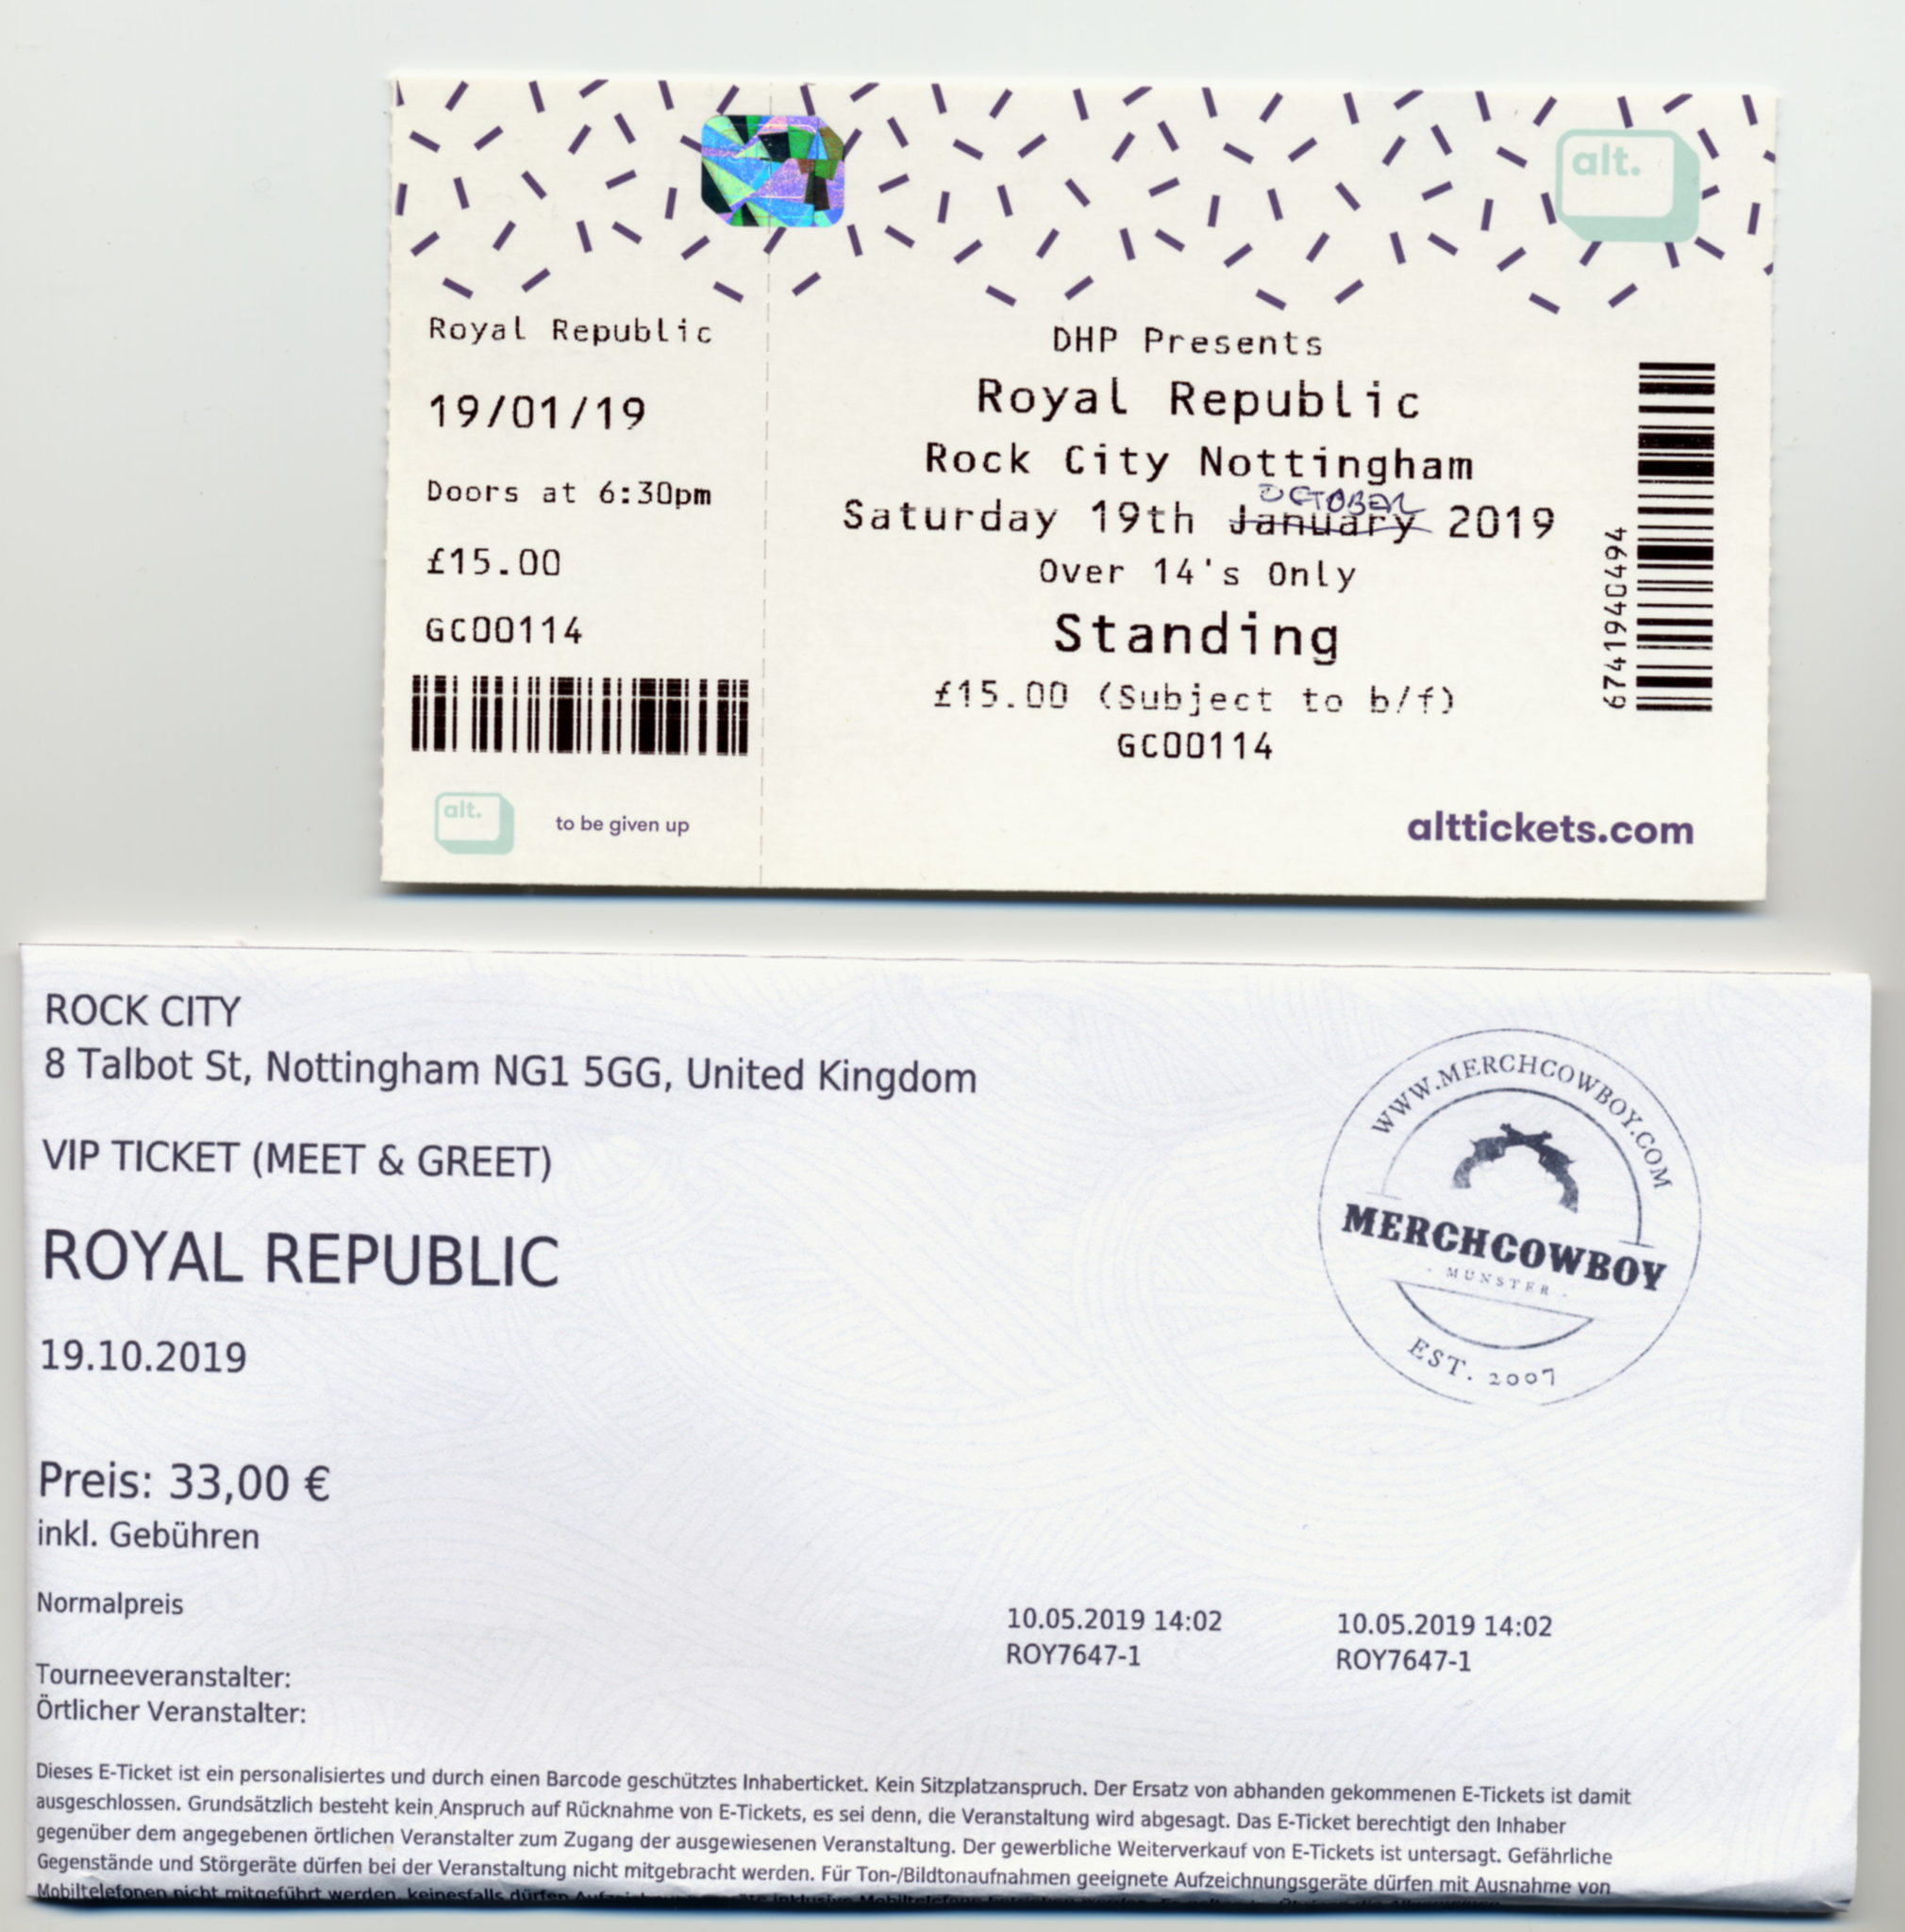 alt.
Royal Republic
19/01/19
Doors at 6:30pm
£15.00
GC00114
alt.
to be given up
DHP Presents
Royal Republic
Rock City Nottingham
OCTOBER
Saturday 19th January 2019
Over 14's Only
Standing
£15.00 (Subject to b/f)
GC00114
6741940494
alttickets.com
ROCK CITY
8 Talbot St, Nottingham NG1 5GG, United Kingdom
VIP TICKET (MEET & GREET)
ROYAL REPUBLIC
19.10.2019
Preis: 33,00 €
inkl. Gebühren
Normalpreis
Tourneeveranstalter:
Örtlicher Veranstalter:
WWW.MERCHCOWBOY.COM
MERCHCOWBOY
- MÜNSTER -
EST. 2007
10.05.2019 14:02
ROY7647-1
10.05.2019 14:02
ROY7647-1
Dieses E-Ticket ist ein personalisiertes und durch einen Barcode geschütztes Inhaberticket. Kein Sitzplatzanspruch. Der Ersatz von abhanden gekommenen E-Tickets ist damit
ausgeschlossen. Grundsätzlich besteht kein Anspruch auf Rücknahme von E-Tickets, es sei denn, die Veranstaltung wird abgesagt. Das E-Ticket berechtigt den Inhaber
gegenüber dem angegebenen örtlichen Veranstalter zum Zugang der ausgewiesenen Veranstaltung. Der gewerbliche Weiterverkauf von E-Tickets ist untersagt. Gefährliche
Gegenstände und Störgeräte dürfen bei der Veranstaltung nicht mitgebracht werden. Für Ton-/Bildtonaufnahmen geeignete Aufzeichnungsgeräte dürfen mit Ausnahme von
Mobiltelefonen nicht mitgeführt werden, keinesfalls dürfen